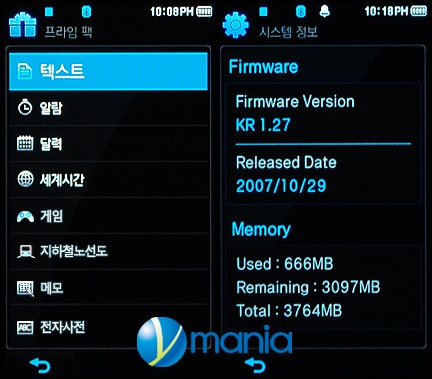 10:08PM
프라임 팩
텍스트
알람
달력
세계시간
게임
지하철노선도
메모
ABC 전자사전
10:18PM
시스템 정보
Firmware
Firmware Version
KR 1.27
Released Date
2007/10/29
Memory
Used : 666MB
Remaining : 3097MB
Total : 3764MB
y mania